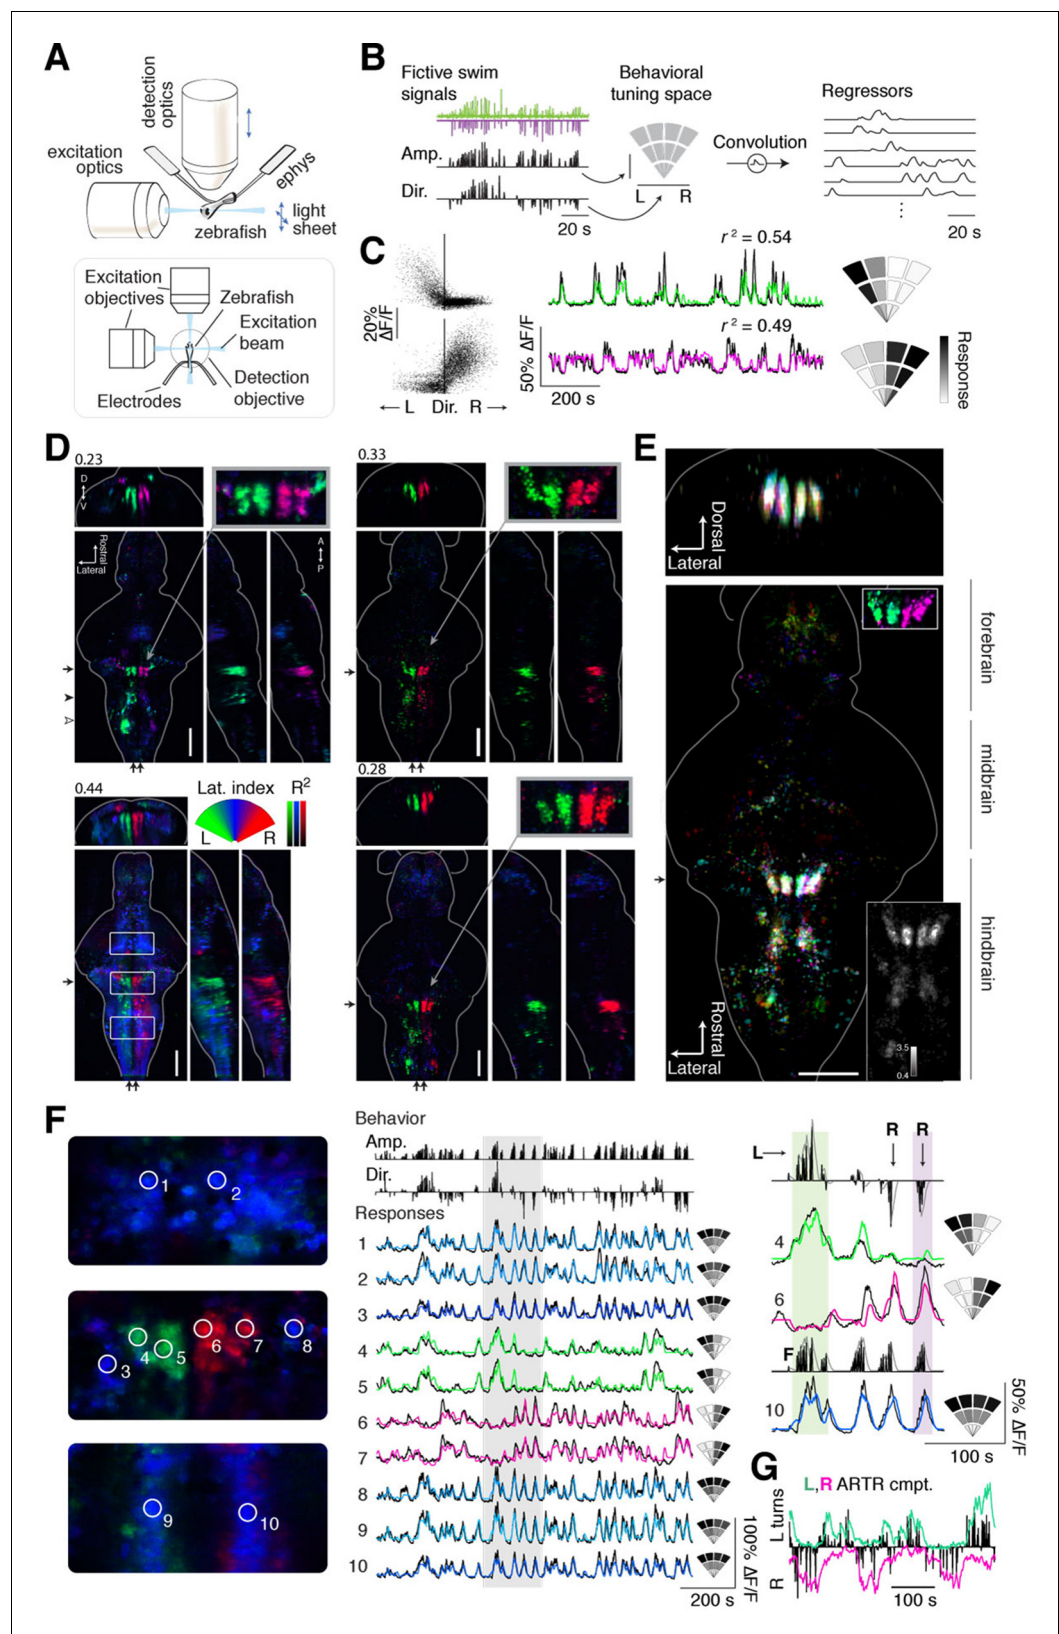 A
detection
optics
excitation
optics
ephys
light
sheet
zebrafish
Excitation
objectives
Zebrafish
Excitation
beam
Electrodes
Detection
objective
B
Fictive swim
signals
Behavioral
tuning space
Regressors
Amp.
Dir.
L R
Convolution
20 s
20 s
C
20%
ΔF/F
L Dir. R
r² = 0.54
r² = 0.49
50% ΔF/F
200 s
Response
D
0.23
D
V
Rostral
Lateral
A
P
0.33
0.44
Lat. index
R²
L R
0.28
E
Dorsal
Lateral
forebrain
midbrain
hindbrain
Rostral
Lateral
3.5
0.4
F
1
2
3
4
5
6
7
8
9
10
Behavior
Amp.
Dir.
Responses
1
2
3
4
5
6
7
8
9
10
100% ΔF/F
200 s
L
R
R
4
6
F
10
50% ΔF/F
100 s
G
L,R ARTR cmpt.
L turns
R
100 s